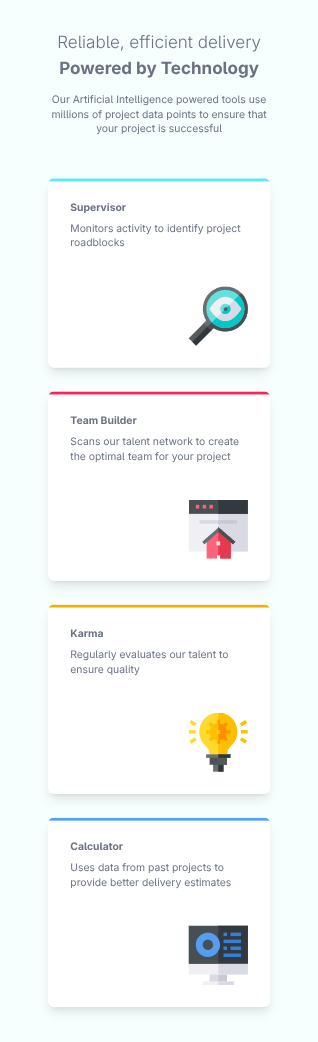 Reliable, efficient delivery
Powered by Technology
Our Artificial Intelligence powered tools use
millions of project data points to ensure that
your project is successful
Supervisor
Monitors activity to identify project
roadblocks
Team Builder
Scans our talent network to create
the optimal team for your project
Karma
Regularly evaluates our talent to
ensure quality
Calculator
Uses data from past projects to
provide better delivery estimates